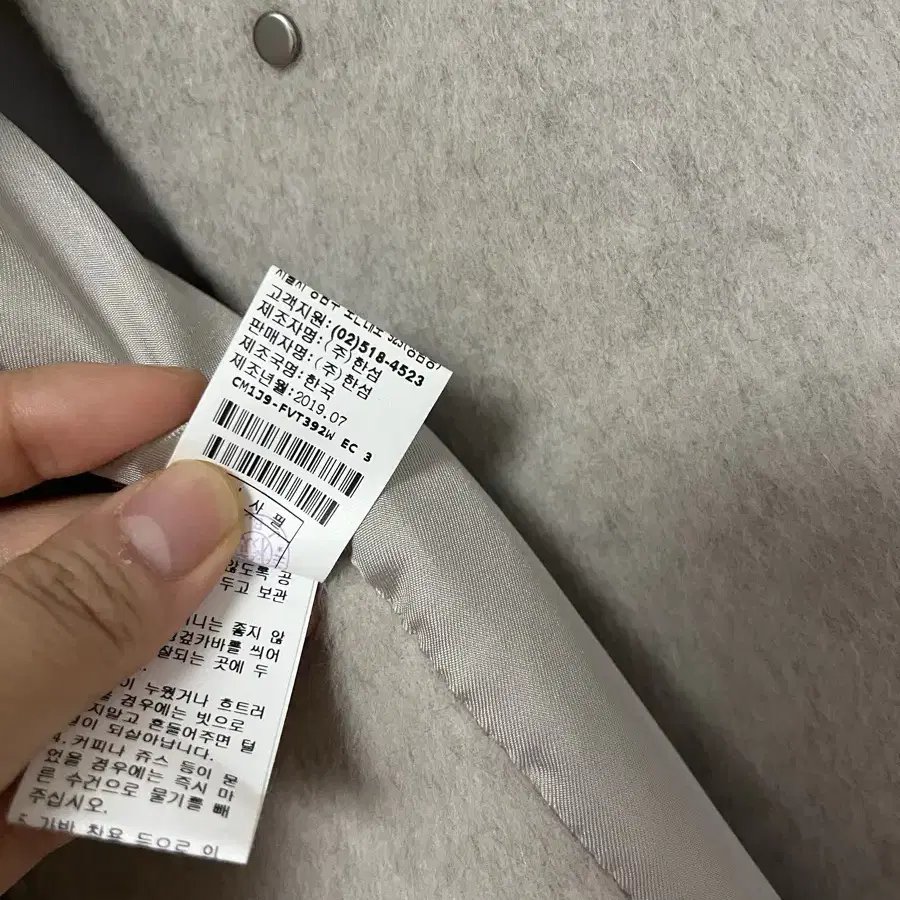 고객지원:(02)518-4523
제조자명:(주)한섬
판매자명:(주)한섬
제조국명:한국
제조년월:2019.07
CM1J9-FVT392W EC 3
사 필
않도록 공
두고 보관
좋지 않
씌어
잘되는 곳에 두
이 누웠거나 흐트러
경우에는 빗으로
말고 흔들어주면 털
이 되살아납니다.
4.커피나 쥬스 등이 묻
었을 경우에는 즉시 마
른 수건으로 물기를 빼
주십시오.